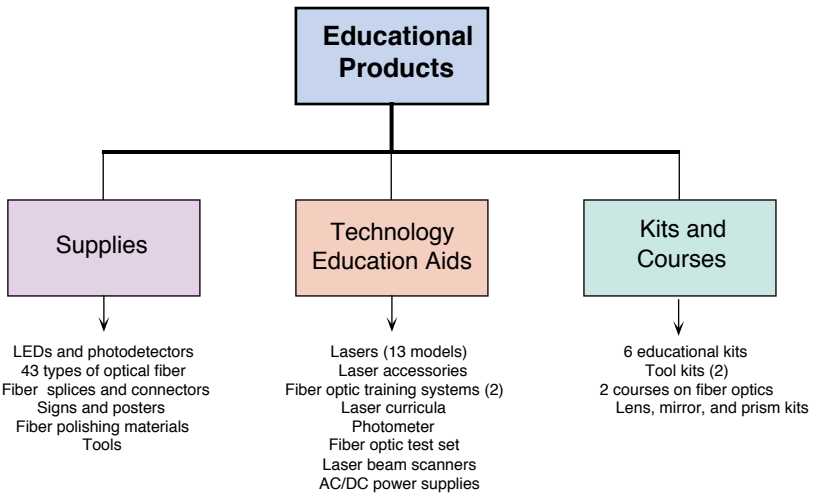 Educational
Products
Supplies
Technology
Education Aids
Kits and
Courses
LEDs and photodetectors
43 types of optical fiber
Fiber splices and connectors
Signs and posters
Fiber polishing materials
Tools
Lasers (13 models)
Laser accessories
Fiber optic training systems (2)
Laser curricula
Photometer
Fiber optic test set
Laser beam scanners
AC/DC power supplies
6 educational kits
Tool kits (2)
2 courses on fiber optics
Lens, mirror, and prism kits